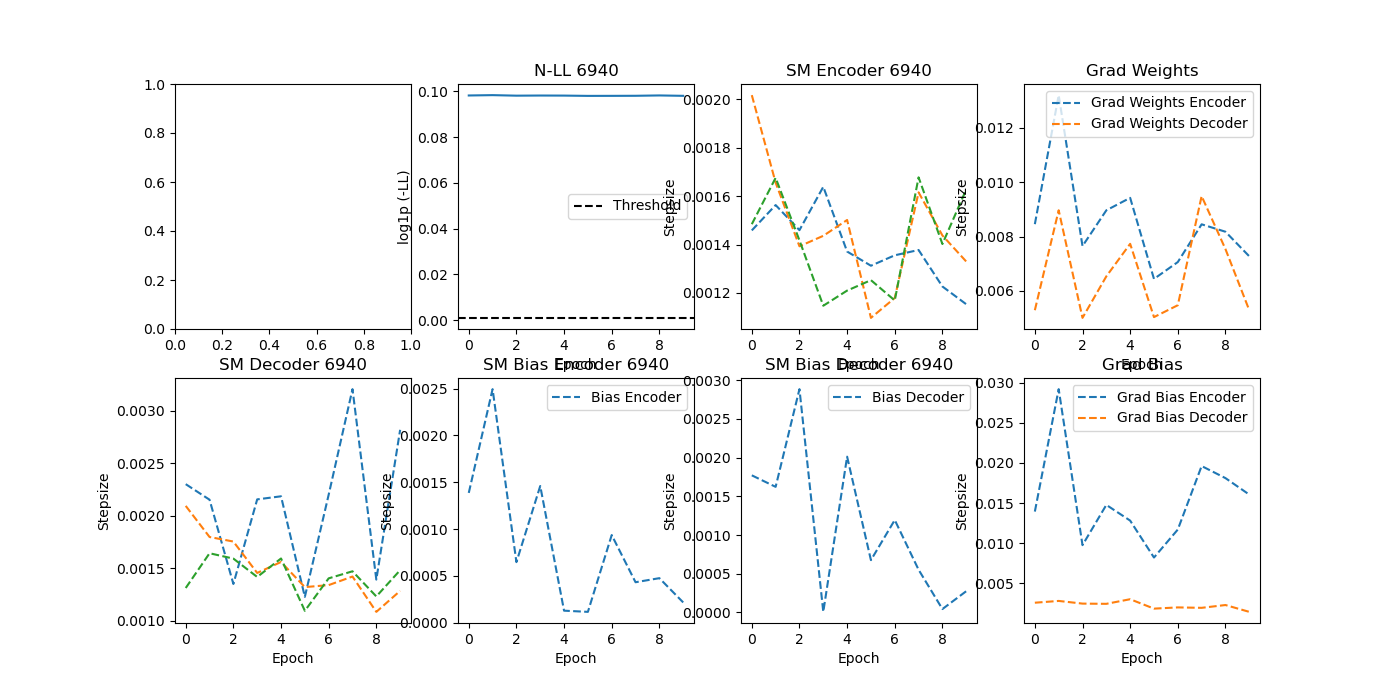 N-LL 6940
SM Encoder 6940
Grad Weights
1.0
0.8
0.6
0.4
0.2
0.0
0.0 0.2 0.4 0.6 0.8 1.0
log1p (-LL)
0.10
0.08
0.06
0.04
0.02
0.00
Threshold
0 2 4 6 8
Epoch
Stepsize
0.0020
0.0018
0.0016
0.0014
0.0012
0 2 4 6 8
Epoch
Stepsize
0.012
0.010
0.008
0.006
Grad Weights Encoder
Grad Weights Decoder
0 2 4 6 8
Epoch
SM Decoder 6940
SM Bias Encoder 6940
SM Bias Decoder 6940
Grad Bias
Stepsize
0.0030
0.0025
0.0020
0.0015
0.0010
0 2 4 6 8
Epoch
Stepsize
0.0025
0.0020
0.0015
0.0010
0.0005
0.0000
Bias Encoder
0 2 4 6 8
Epoch
Stepsize
0.0030
0.0025
0.0020
0.0015
0.0010
0.0005
0.0000
Bias Decoder
0 2 4 6 8
Epoch
Stepsize
0.030
0.025
0.020
0.015
0.010
0.005
Grad Bias Encoder
Grad Bias Decoder
0 2 4 6 8
Epoch